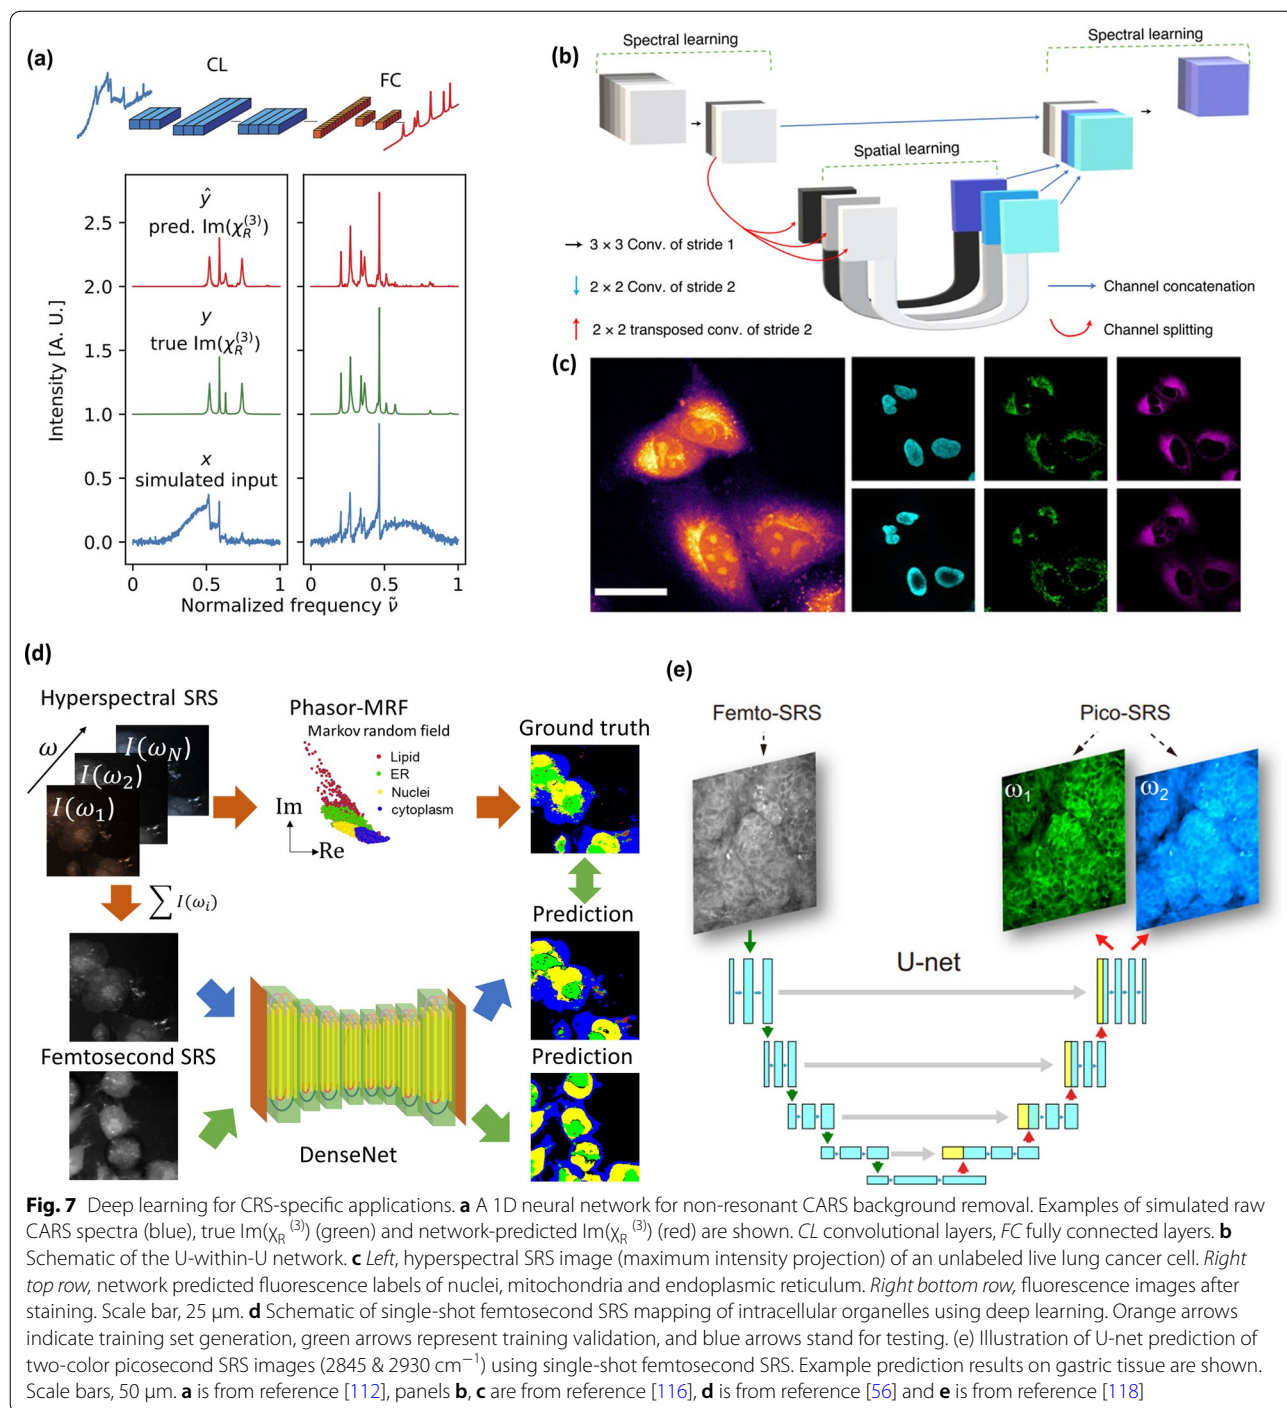 (a)
CL
FC
2.5
2.0
1.5
1.0
0.5
0.0
Intensity [A. U.]
ŷ
pred. Im(χ_R^(3))
y
true Im(χ_R^(3))
x
simulated input
0 0.5 1 0 0.5 1
Normalized frequency ν̃
(b)
Spectral learning
Spectral learning
Spatial learning
→ 3 × 3 Conv. of stride 1
↓ 2 × 2 Conv. of stride 2
↑ 2 × 2 transposed conv. of stride 2
Channel concatenation
Channel splitting
(c)
(d)
Hyperspectral SRS
ω
I(ω_N)
I(ω_2)
I(ω_1)
∑ I(ω_i)
Phasor-MRF
Markov random field
Lipid
ER
Nuclei
cytoplasm
Im
Re
Ground truth
Prediction
Femtosecond SRS
Prediction
DenseNet
(e)
Femto-SRS
Pico-SRS
ω_1
ω_2
U-net
Fig. 7 Deep learning for CRS-specific applications. a A 1D neural network for non-resonant CARS background removal. Examples of simulated raw
CARS spectra (blue), true Im(χ_R ^(3)) (green) and network-predicted Im(χ_R ^(3)) (red) are shown. CL convolutional layers, FC fully connected layers. b
Schematic of the U-within-U network. c Left, hyperspectral SRS image (maximum intensity projection) of an unlabeled live lung cancer cell. Right
top row, network predicted fluorescence labels of nuclei, mitochondria and endoplasmic reticulum. Right bottom row, fluorescence images after
staining. Scale bar, 25 μm. d Schematic of single-shot femtosecond SRS mapping of intracellular organelles using deep learning. Orange arrows
indicate training set generation, green arrows represent training validation, and blue arrows stand for testing. (e) Illustration of U-net prediction of
two-color picosecond SRS images (2845 & 2930 cm⁻¹) using single-shot femtosecond SRS. Example prediction results on gastric tissue are shown.
Scale bars, 50 μm. a is from reference [112], panels b, c are from reference [116], d is from reference [56] and e is from reference [118]